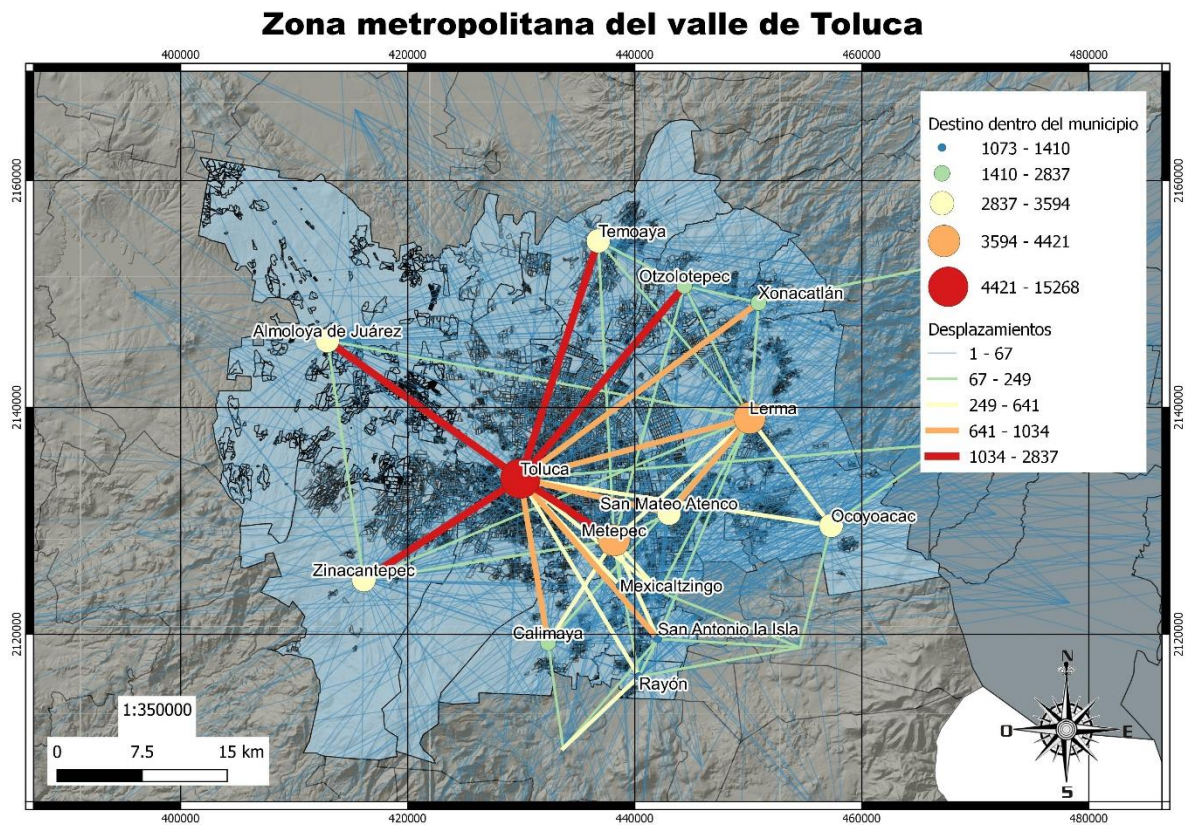 Zona metropolitana del valle de Toluca
400000
420000
440000
460000
480000
2160000
2160000
2140000
2140000
2120000
2120000
Destino dentro del municipio
1073 - 1410
1410 - 2837
2837 - 3594
3594 - 4421
4421 - 15268
Desplazamientos
1 - 67
67 - 249
249 - 641
641 - 1034
1034 - 2837
Temoaya
Otzolotepec
Xonacatlán
Almoloya de Juárez
Lerma
Toluca
San Mateo Atenco
Ocoyoacac
Metepec
Zinacantepec
Mexicaltzingo
Calimaya
San Antonio la Isla
Rayón
1:350000
0 7.5 15 km
N
O E
S
400000
420000
440000
460000
480000